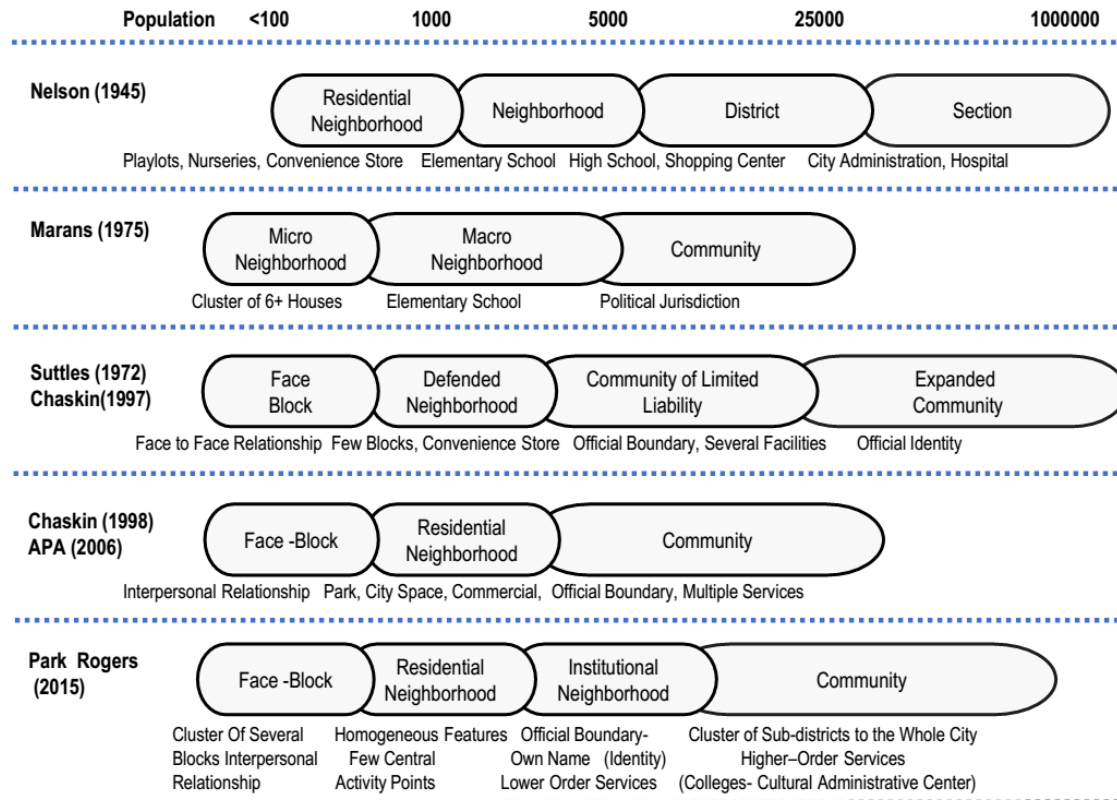 Population <100 1000 5000 25000 1000000
Nelson (1945)
Residential
Neighborhood
Neighborhood
District
Section
Playlots, Nurseries, Convenience Store
Elementary School
High School, Shopping Center
City Administration, Hospital
Marans (1975)
Micro
Neighborhood
Macro
Neighborhood
Community
Cluster of 6+ Houses
Elementary School
Political Jurisdiction
Suttles (1972)
Chaskin(1997)
Face
Block
Defended
Neighborhood
Community of Limited
Liability
Expanded
Community
Face to Face Relationship
Few Blocks, Convenience Store
Official Boundary, Several Facilities
Official Identity
Chaskin (1998)
APA (2006)
Face -Block
Residential
Neighborhood
Community
Interpersonal Relationship
Park, City Space, Commercial,
Official Boundary, Multiple Services
Park Rogers
(2015)
Face -Block
Residential
Neighborhood
Institutional
Neighborhood
Community
Cluster Of Several
Blocks Interpersonal
Relationship
Homogeneous Features
Few Central
Activity Points
Official Boundary-
Own Name (Identity)
Lower Order Services
Cluster of Sub-districts to the Whole City
Higher–Order Services
(Colleges- Cultural Administrative Center)